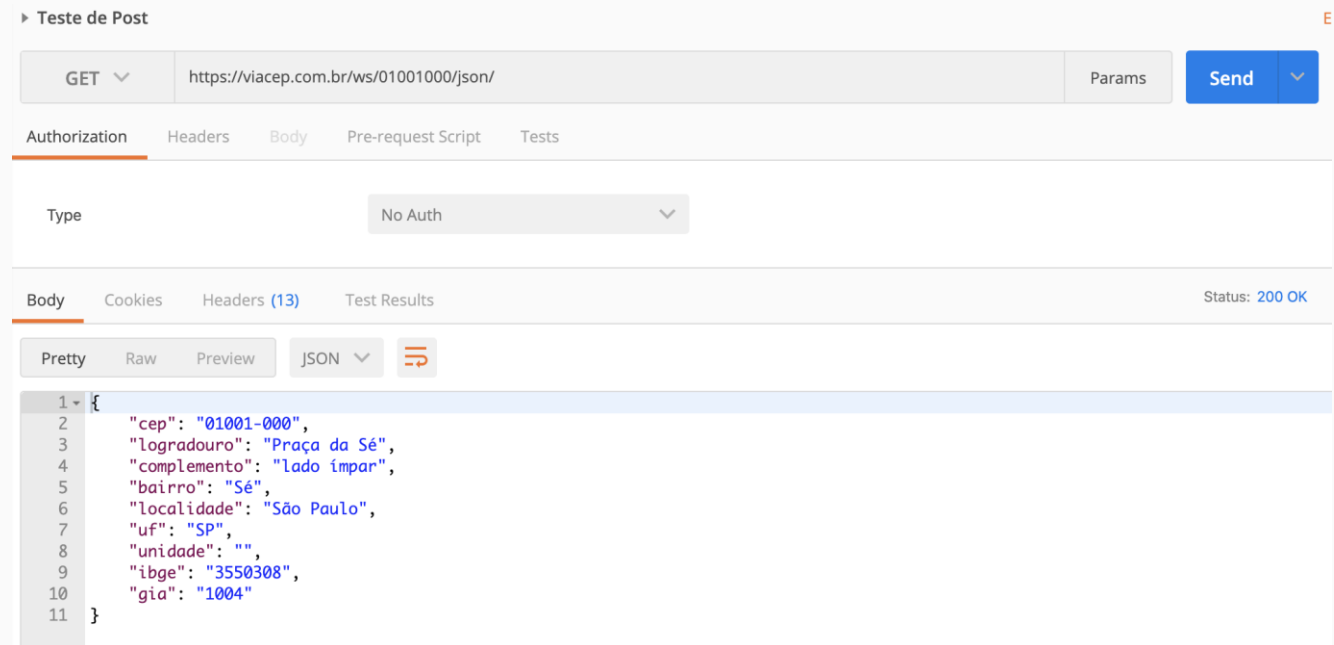 Teste de Post E
GET https://viacep.com.br/ws/01001000/json/ Params Send
Authorization Headers Body Pre-request Script Tests
Type No Auth
Body Cookies Headers (13) Test Results Status: 200 OK
Pretty Raw Preview JSON
1 {
2 "cep": "01001-000",
3 "logradouro": "Praça da Sé",
4 "complemento": "lado ímpar",
5 "bairro": "Sé",
6 "localidade": "São Paulo",
7 "uf": "SP",
8 "unidade": "",
9 "ibge": "3550308",
10 "gia": "1004"
11 }